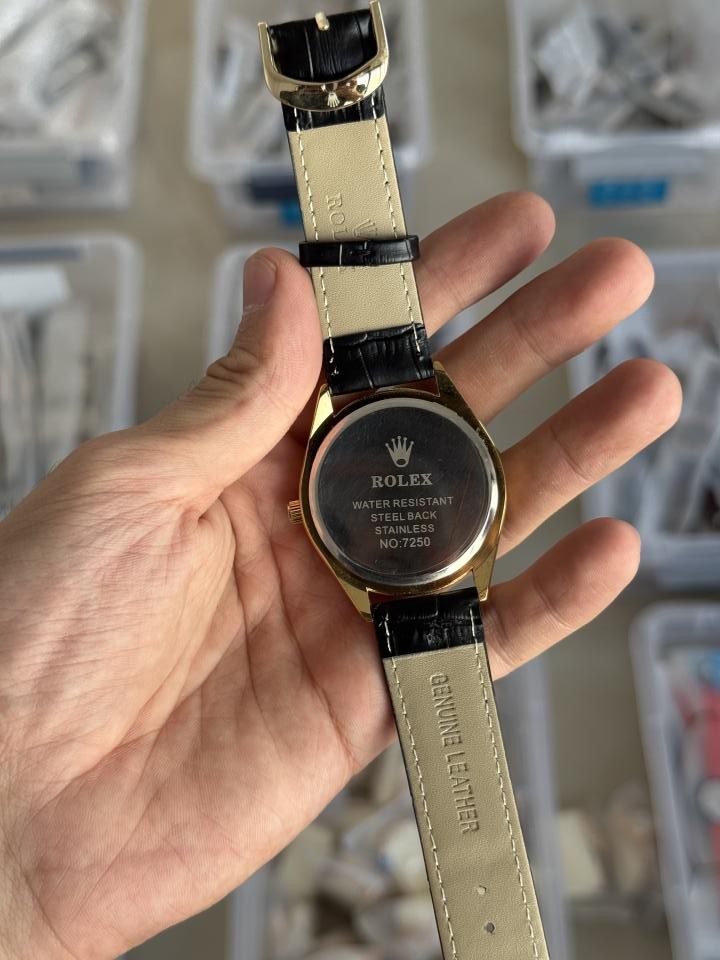 ROLEX
WATER RESISTANT
STEEL BACK
STAINLESS
NO:7250
GENUINE LEATHER